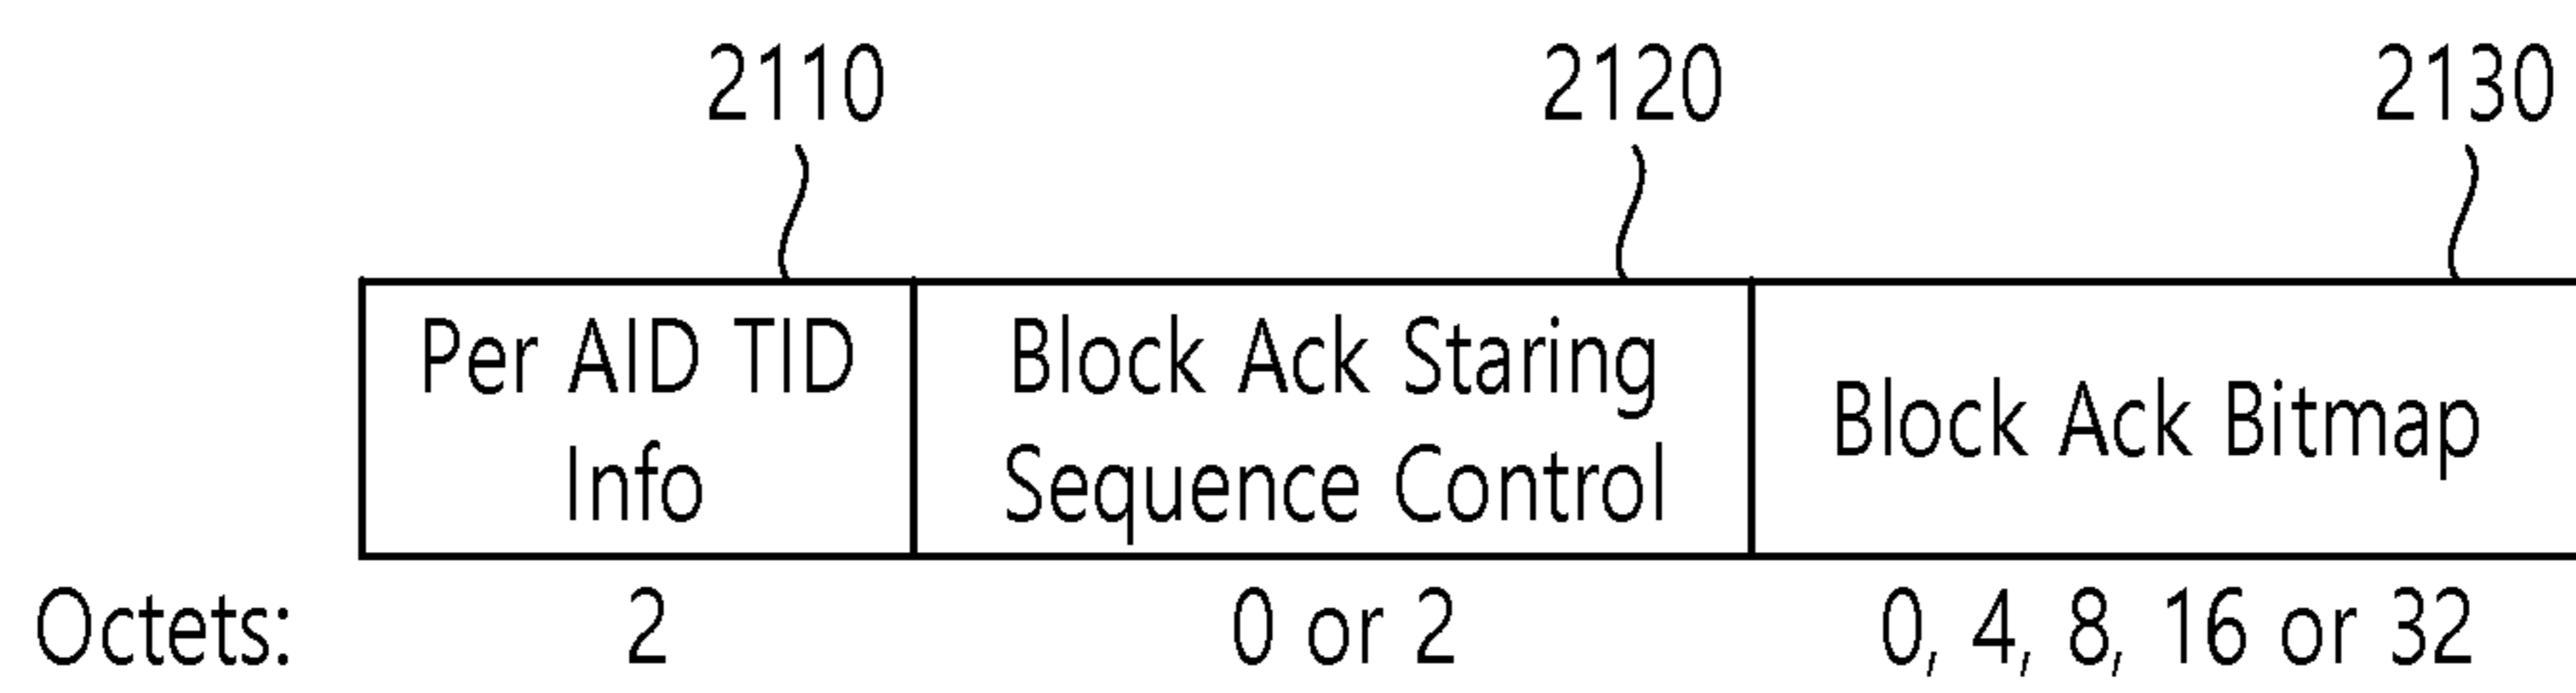 2110 2120 2130
Per AID TID Block Ack Staring Block Ack Bitmap
Info Sequence Control
Octets: 2 0 or 2 0, 4, 8, 16 or 32